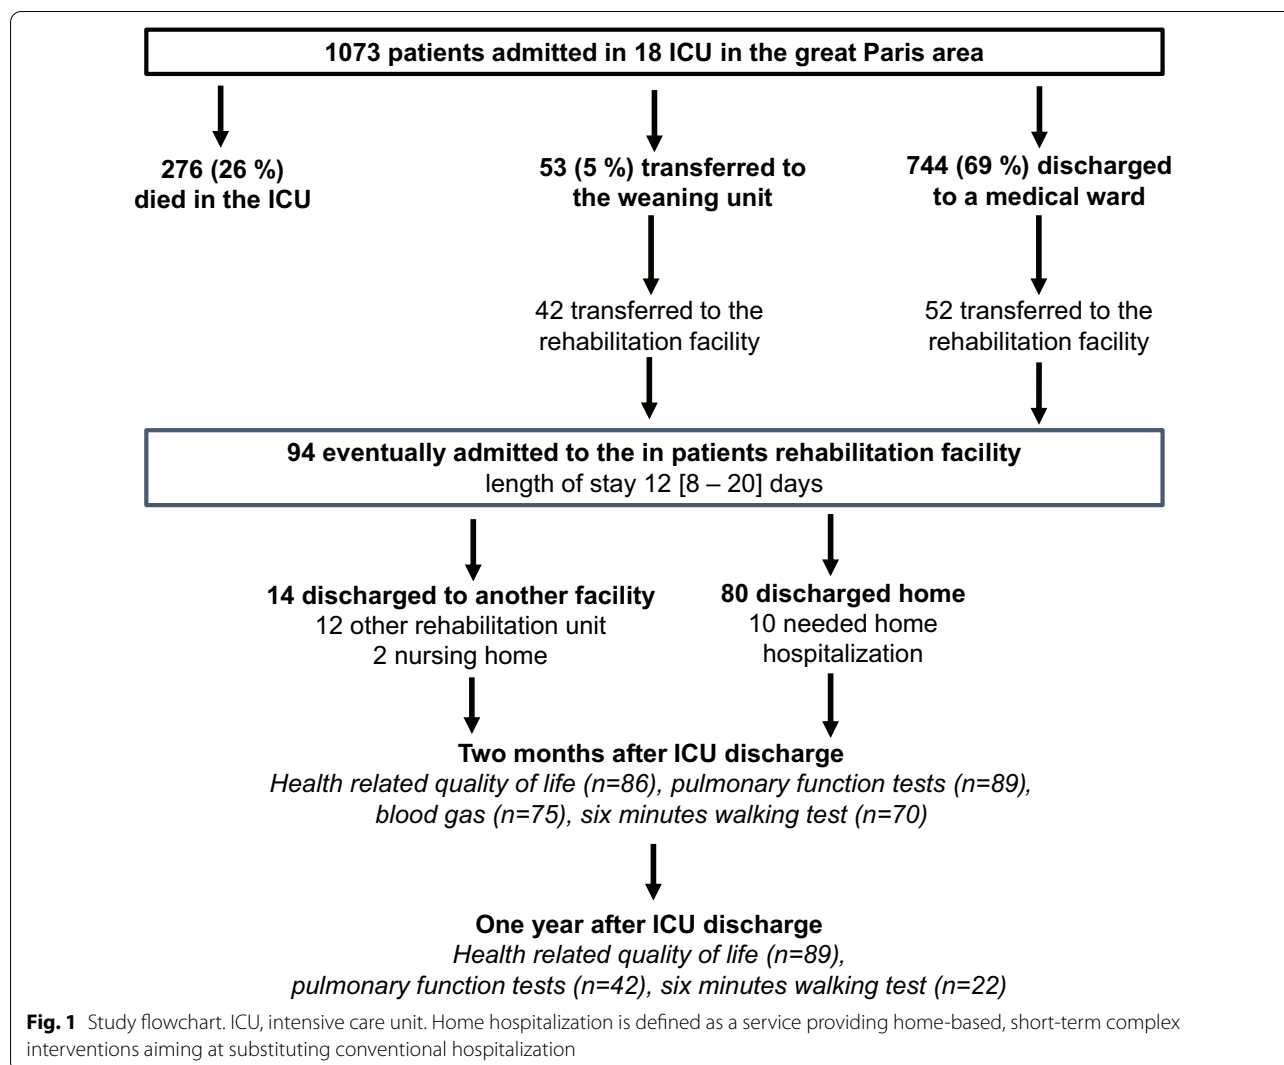 1073 patients admitted in 18 ICU in the great Paris area
276 (26 %)
died in the ICU
53 (5 %) transferred to
the weaning unit
744 (69 %) discharged
to a medical ward
42 transferred to the
rehabilitation facility
52 transferred to the
rehabilitation facility
94 eventually admitted to the in patients rehabilitation facility
length of stay 12 [8 – 20] days
14 discharged to another facility
12 other rehabilitation unit
2 nursing home
80 discharged home
10 needed home
hospitalization
Two months after ICU discharge
Health related quality of life (n=86), pulmonary function tests (n=89),
blood gas (n=75), six minutes walking test (n=70)
One year after ICU discharge
Health related quality of life (n=89),
pulmonary function tests (n=42), six minutes walking test (n=22)
Fig. 1 Study flowchart. ICU, intensive care unit. Home hospitalization is defined as a service providing home-based, short-term complex
interventions aiming at substituting conventional hospitalization